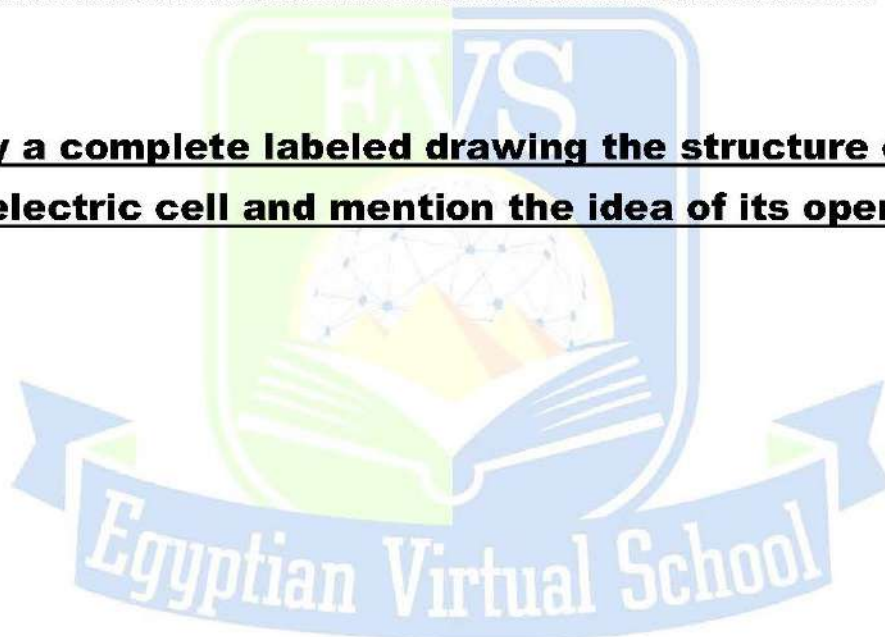 EVS
y a complete labeled drawing the structure
electric cell and mention the idea of its oper
Egyptian Virtual School